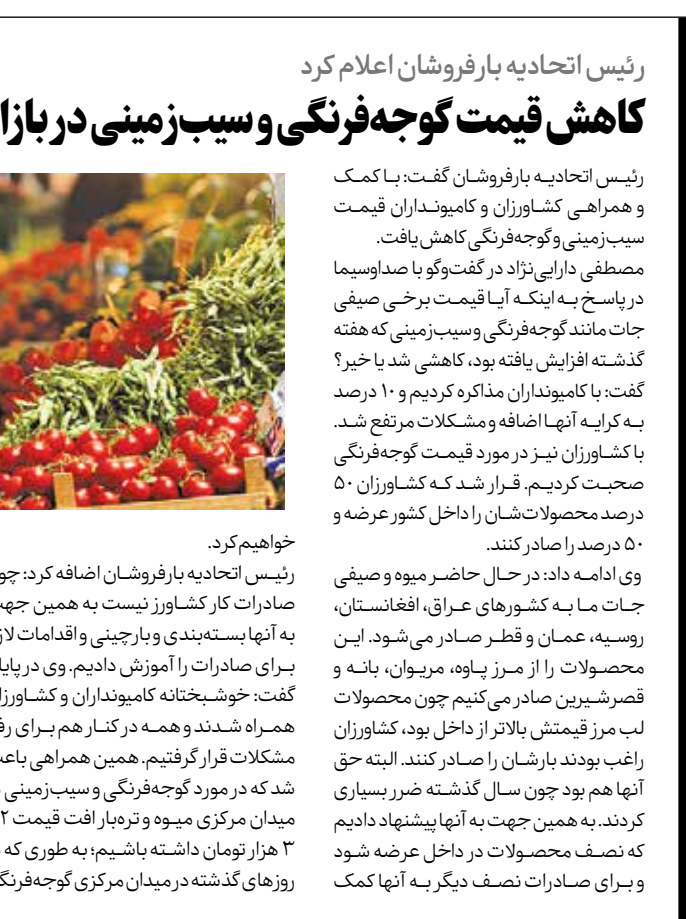 رئیس اتحادیه بارفروشان اعلام کرد
کاهش قیمت گوجه‌فرنگی و سیب‌زمینی در
رئیس اتحادیه بارفروشان گفت: با کمک
و همراهی کشاورزان و کامیونداران قیمت
سیب‌زمینی و گوجه‌فرنگی کاهش یافت.
مصطفی دارایی‌نژاد در گفت‌وگو با صداوسیما
در پاسخ به اینکه آیا قیمت برخی صیفی
جات مانند گوجه‌فرنگی و سیب‌زمینی که هفته
گذشته افزایش یافته بود، کاهشی شد یا خیر؟
گفت: با کامیونداران مذاکره کردیم و ۱۰ درصد
به کرایه آنها اضافه و مشکلات مرتفع شد.
با کشاورزان نیز در مورد قیمت گوجه‌فرنگی
صحبت کردیم. قرار شد که کشاورزان ۵۰
درصد محصولات‌شان را داخل کشور عرضه و
۵۰ درصد را صادر کنند.
وی ادامه داد: در حال حاضر میوه و صیفی
جات ما به کشورهای عراق، افغانستان،
روسیه، عمان و قطر صادر می‌شود. این
محصولات را از مرز پاوه، مریوان، بانه و
قصرشیرین صادر می‌کنیم چون محصولات
لب مرز قیمتش بالاتر از داخل بود، کشاورزان
راغب بودند بارشان را صادر کنند. البته حق
آنها هم بود چون سال گذشته ضرر بسیاری
کردند. به همین جهت به آنها پیشنهاد دادیم
که نصف محصولات در داخل عرضه شود
و برای صادرات نصف دیگر به آنها کمک
خواهیم کرد.
رئیس اتحادیه بارفروشان اضافه کرد:
صادرات کار کشاورز نیست به همین
به آنها بسته‌بندی و بارچینی و اقدامات
برای صادرات را آموزش دادیم. وی در
گفت: خوشبختانه کامیونداران و
همراه شدند و همه در کنار هم برای
مشکلات قرار گرفتیم. همین همراهی
شد که در مورد گوجه‌فرنگی و سیب‌زمینی
میدان مرکزی میوه و تره‌بار افت قیمت ۲
۳ هزار تومان داشته باشیم؛ به طوری که
روزهای گذشته در میدان مرکزی